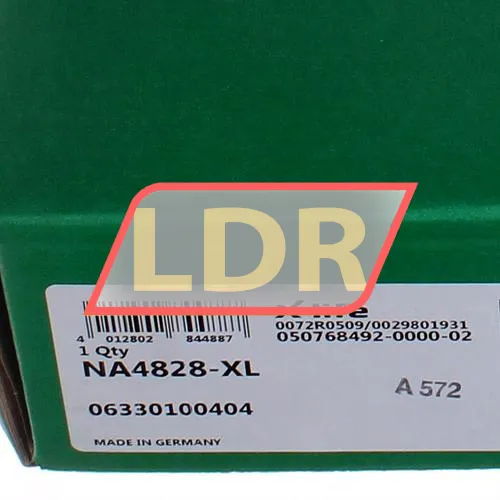 LDR
X-life
4 012802 844887
0072R0509/0029801931
050768492-0000-02
1 Qty
NA4828-XL
A 572
06330100404
MADE IN GERMANY